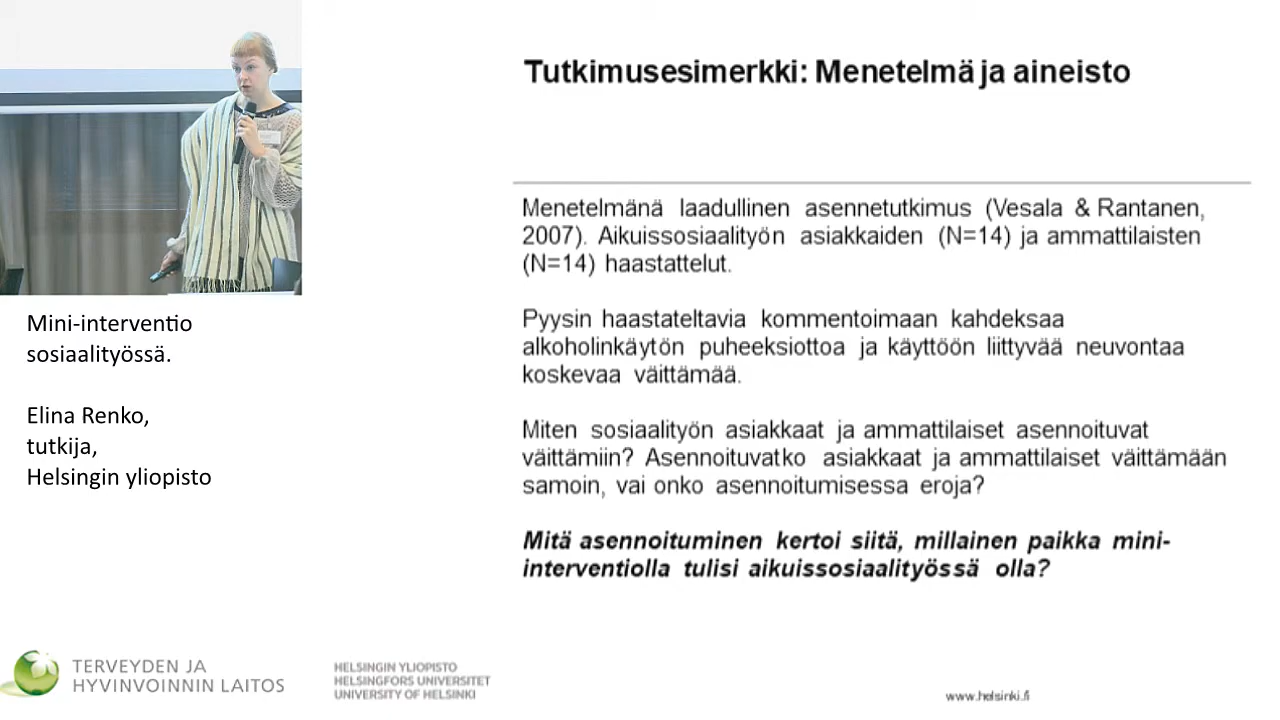 Tutkimusesimerkki: Menetelmä ja aineisto
Menetelmänä laadullinen asennetutkimus (Vesala & Rantanen,
2007). Aikuissosiaalityön asiakkaiden (N=14) ja ammattilaisten
(N=14) haastattelut.
Pyysin haastateltavia kommentoimaan kahdeksaa
alkoholinkäytön puheeksiottoa ja käyttöön liittyvää neuvontaa
koskevaa väittämää.
Miten sosiaalityön asiakkaat ja ammattilaiset asennoituvat
väittämiin? Asennoituvatko asiakkaat ja ammattilaiset väittämään
samoin, vai onko asennoitumisessa eroja?
Mitä asennoituminen kertoi siitä, millainen paikka mini-
interventiolla tulisi aikuissosiaalityössä olla?
Mini-interventio
sosiaalityössä.
Elina Renko,
tutkija,
Helsingin yliopisto
TERVEYDEN JA
HYVINVOINNIN LAITOS
HELSINGIN YLIOPISTO
HELSINGFORS UNIVERSITET
UNIVERSITY OF HELSINKI
www.helsinki.fi